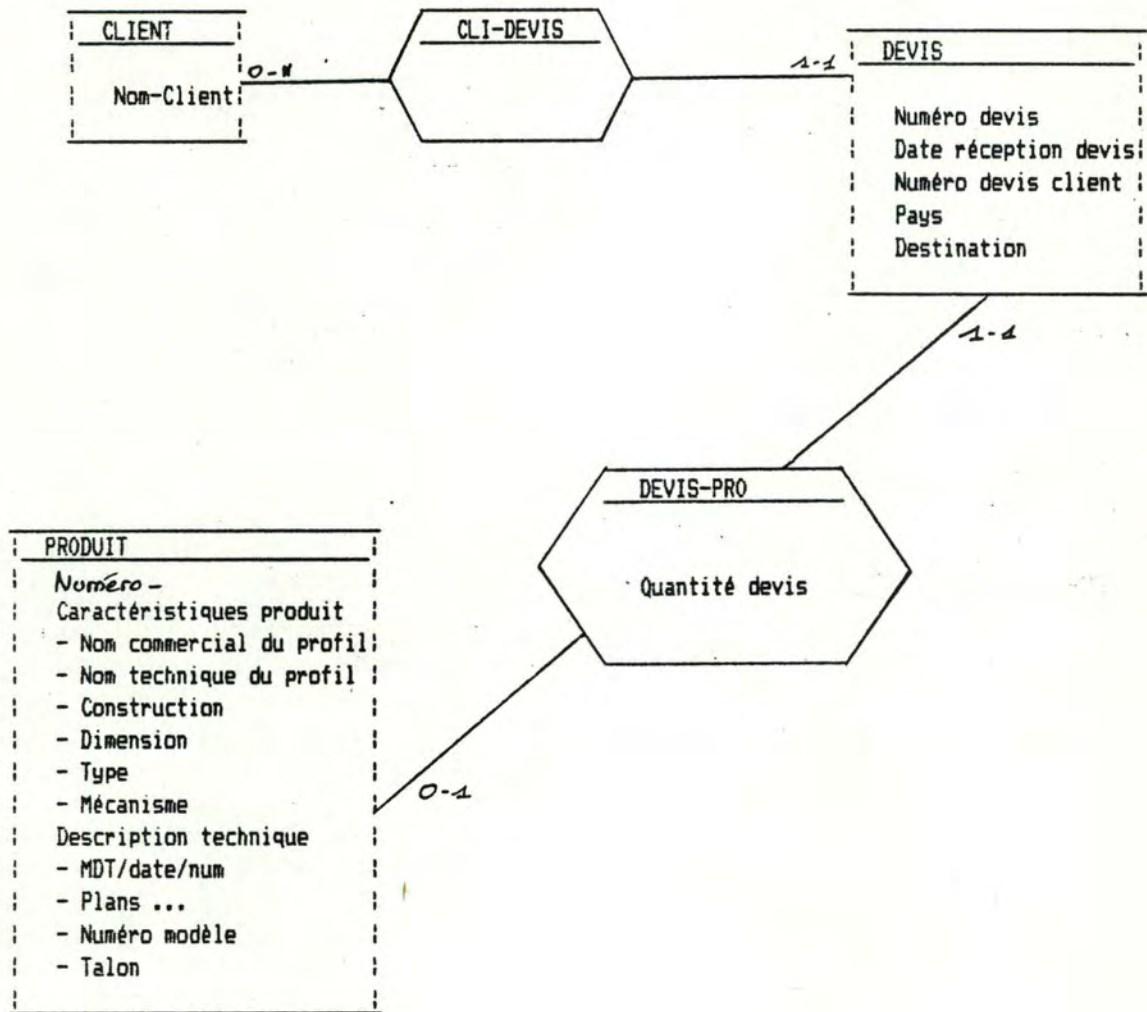 CLIENT
Nom-Client
0-N
CLI-DEVIS
1-1
DEVIS
Numéro devis
Date réception devis
Numéro devis client
Pays
Destination
1-1
DEVIS-PRO
Quantité devis
0-1
PRODUIT
Numéro-
Caractéristiques produit
- Nom commercial du profil
- Nom technique du profil
- Construction
- Dimension
- Type
- Mécanisme
Description technique
- MDT/date/num
- Plans ...
- Numéro modèle
- Talon